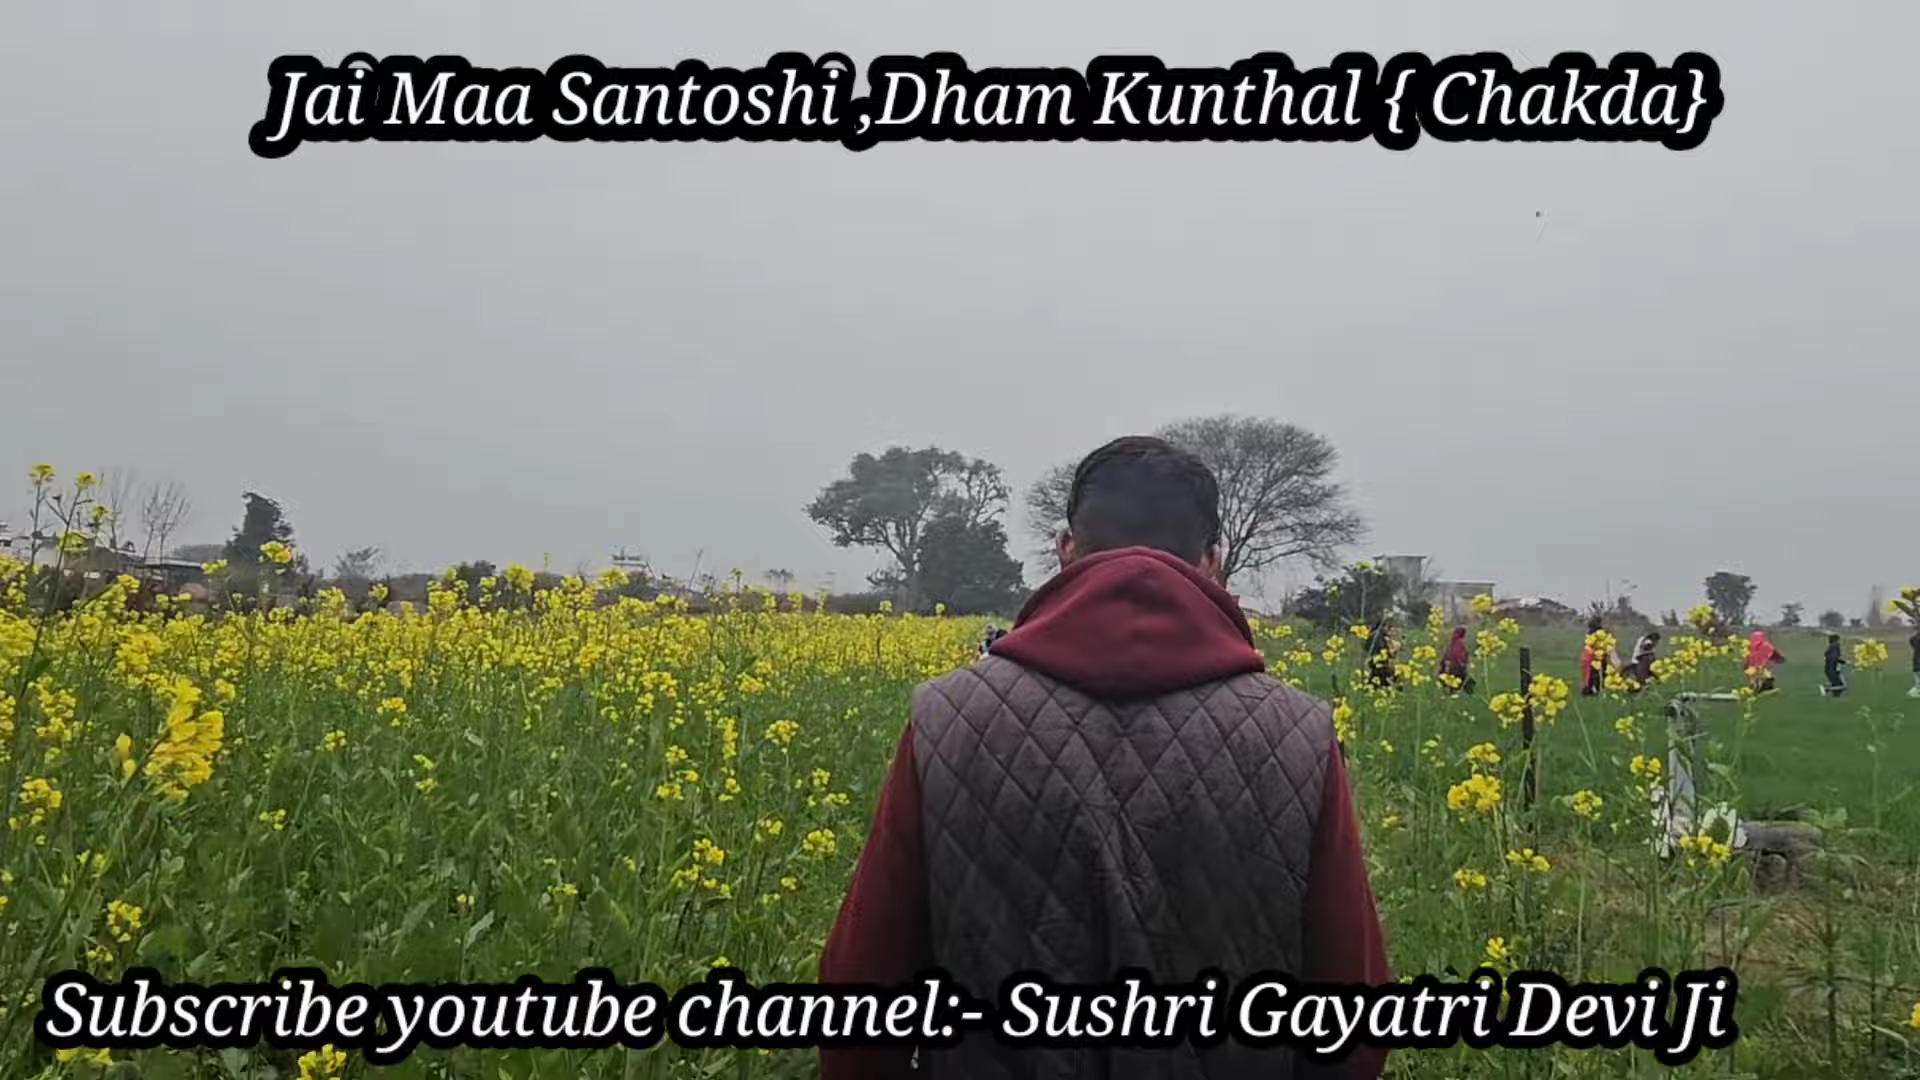 Jai Maa Santoshi ,Dham Kunthal { Chakda}
Subscribe youtube channel:- Sushri Gayatri Devi Ji